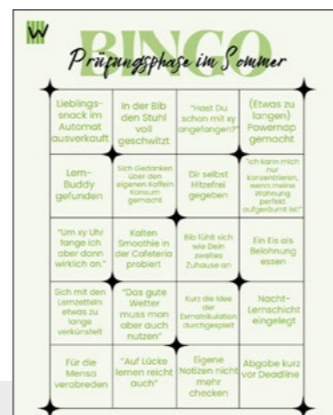 W
BINGO
Prüfungsphase im Sommer
Lieblings-
snack im
Automat
ausverkauft
In der Bib
den Stuhl
voll
geschwitzt
"Hast Du
schon mit xy
angefangen?"
(Etwas zu
langen)
Powernap
gemacht
Lern-
Buddy
gefunden
Sich Gedanken
über den
eigenen Koffein
Konsum
gemacht
Dir selbst
Hitzefrei
gegeben
"Ich kann mich
nur
konzentrieren,
wenn meine
Wohnung
perfekt
aufgeräumt ist!"
"Um xy Uhr
fange ich
aber dann
wirklich an."
Kalten
Smoothie in
der Cafeteria
probiert
Bib fühlt sich
wie Dein
zweites
Zuhause an
Ein Eis als
Belohnung
essen
Sich mit den
Lernzetteln
etwas zu
lange
verkünstelt
"Das gute
Wetter
muss man
aber auch
nutzen"
Kurz die Idee
der
Exmatrikulation
durchgespielt
Nacht-
Lernschicht
eingelegt
Für die
Mensa
verabreden
"Auf Lücke
lernen reicht
auch"
Eigene
Notizen nicht
mehr
checken
Abgabe kurz
vor Deadline